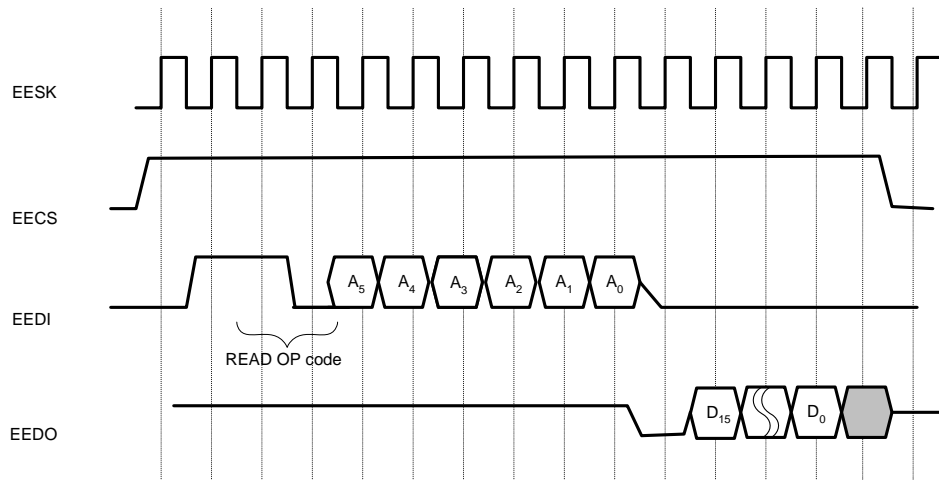 EESK
EECS
EEDI
A5 A4 A3 A2 A1 A0
READ OP code
EEDO
D15 D0